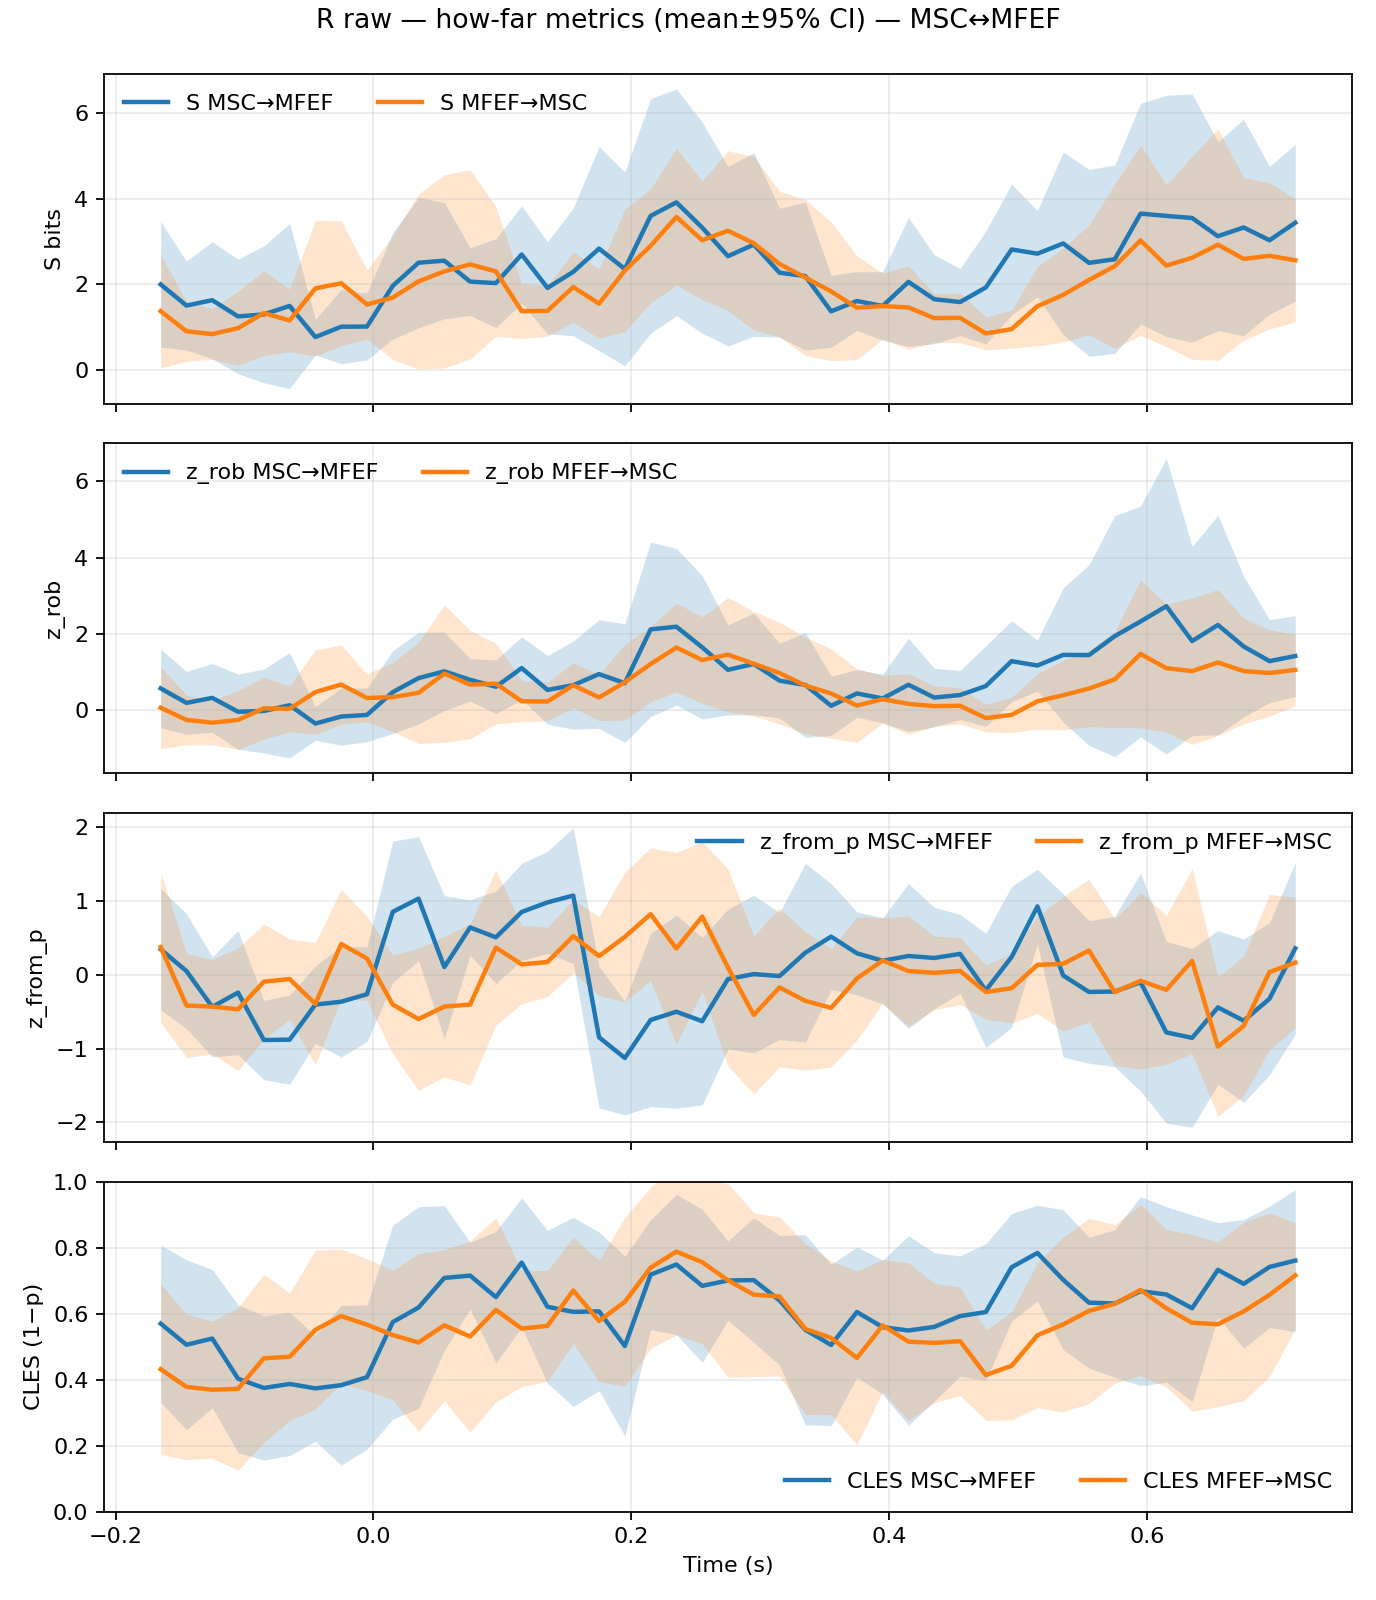 R raw — how-far metrics (mean±95% CI) — MSC↔MFEF
S MSC→MFEF S MFEF→MSC
6
4
2
0
S bits
z_rob MSC→MFEF z_rob MFEF→MSC
6
4
2
0
z_rob
z_from_p MSC→MFEF z_from_p MFEF→MSC
2
1
0
−1
−2
z_from_p
1.0
0.8
0.6
0.4
0.2
0.0
CLES (1−p)
CLES MSC→MFEF CLES MFEF→MSC
−0.2 0.0 0.2 0.4 0.6
Time (s)